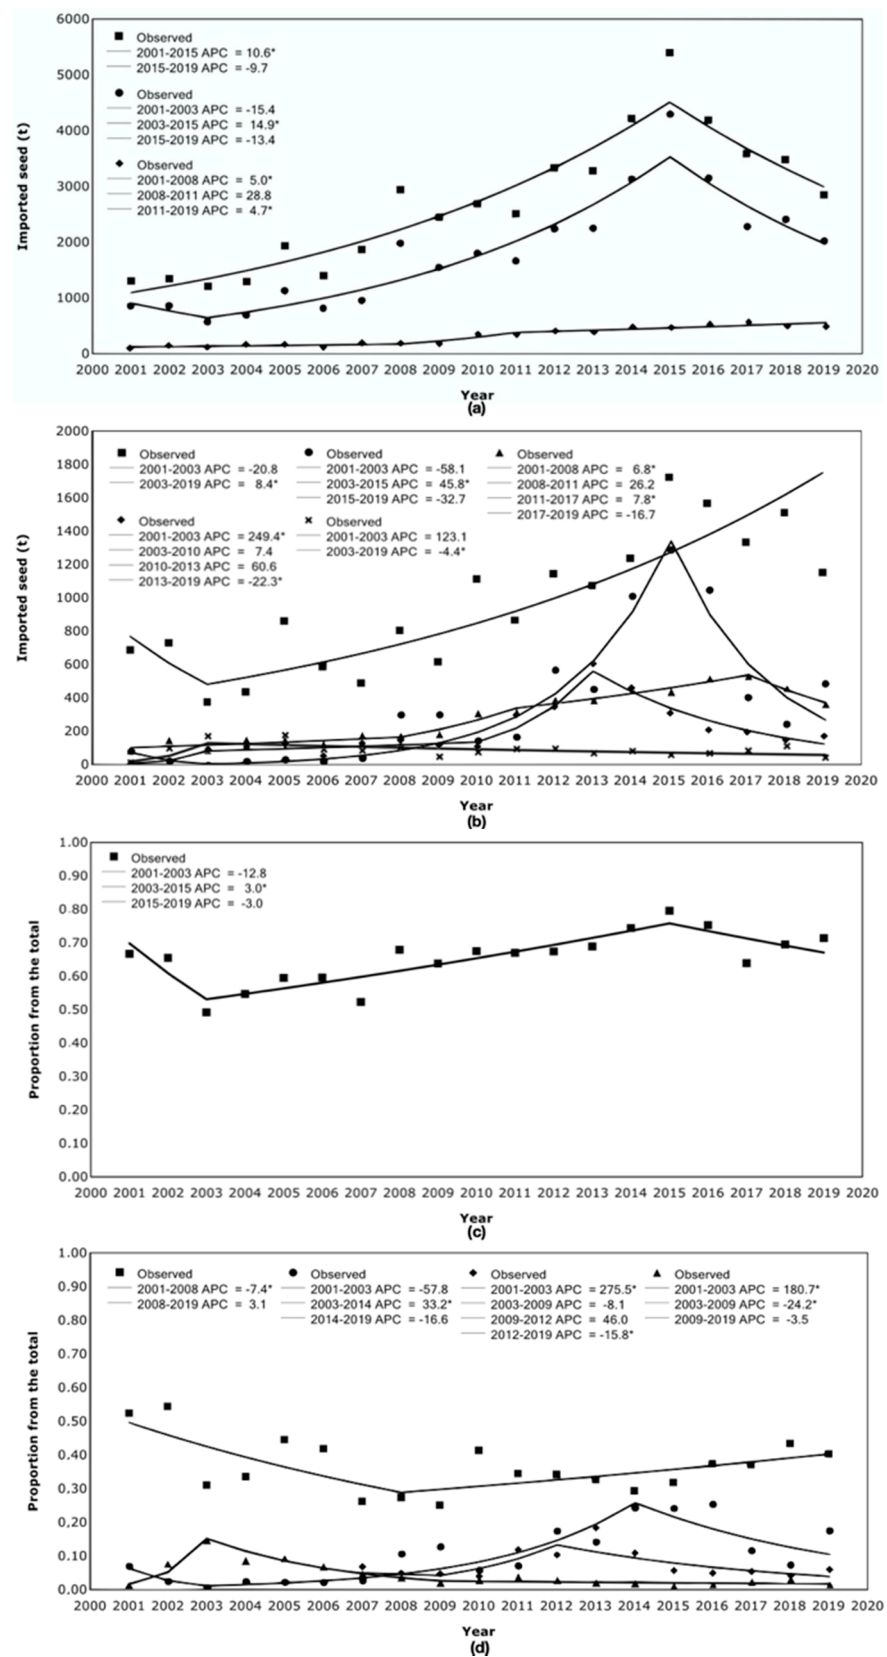 6000
5000
4000
3000
2000
1000
0
Imported seed (t)
■ Observed
2001-2015 APC = 10.6*
2015-2019 APC = -9.7
● Observed
2001-2003 APC = -15.4
2003-2015 APC = 14.9*
2015-2019 APC = -13.4
◆ Observed
2001-2008 APC = 5.0*
2008-2011 APC = 28.8
2011-2019 APC = 4.7*
2000 2001 2002 2003 2004 2005 2006 2007 2008 2009 2010 2011 2012 2013 2014 2015 2016 2017 2018 2019 2020
Year
(a)
2000
1800
1600
1400
1200
1000
800
600
400
200
0
Imported seed (t)
■ Observed
2001-2003 APC = -20.8
2003-2019 APC = 8.4*
● Observed
2001-2003 APC = -58.1
2003-2015 APC = 45.8*
2015-2019 APC = -32.7
▲ Observed
2001-2008 APC = 6.8*
2008-2011 APC = 26.2
2011-2017 APC = 7.8*
2017-2019 APC = -16.7
◆ Observed
2001-2003 APC = 249.4*
2003-2010 APC = 7.4
2010-2013 APC = 60.6
2013-2019 APC = -22.3*
× Observed
2001-2003 APC = 123.1
2003-2019 APC = -4.4*
2000 2001 2002 2003 2004 2005 2006 2007 2008 2009 2010 2011 2012 2013 2014 2015 2016 2017 2018 2019 2020
Year
(b)
1.00
0.90
0.80
0.70
0.60
0.50
0.40
0.30
0.20
0.10
0.00
Proportion from the total
■ Observed
2001-2003 APC = -12.8
2003-2015 APC = 3.0*
2015-2019 APC = -3.0
2000 2001 2002 2003 2004 2005 2006 2007 2008 2009 2010 2011 2012 2013 2014 2015 2016 2017 2018 2019 2020
Year
(c)
1.00
0.90
0.80
0.70
0.60
0.50
0.40
0.30
0.20
0.10
0.00
Proportion from the total
■ Observed
2001-2008 APC = -7.4*
2008-2019 APC = 3.1
● Observed
2001-2003 APC = -57.8
2003-2014 APC = 33.2*
2014-2019 APC = -16.6
◆ Observed
2001-2003 APC = 275.5*
2003-2009 APC = -8.1
2009-2012 APC = 46.0
2012-2019 APC = -15.8*
▲ Observed
2001-2003 APC = 180.7*
2003-2009 APC = -24.2*
2009-2019 APC = -3.5
2000 2001 2002 2003 2004 2005 2006 2007 2008 2009 2010 2011 2012 2013 2014 2015 2016 2017 2018 2019 2020
Year
(d)